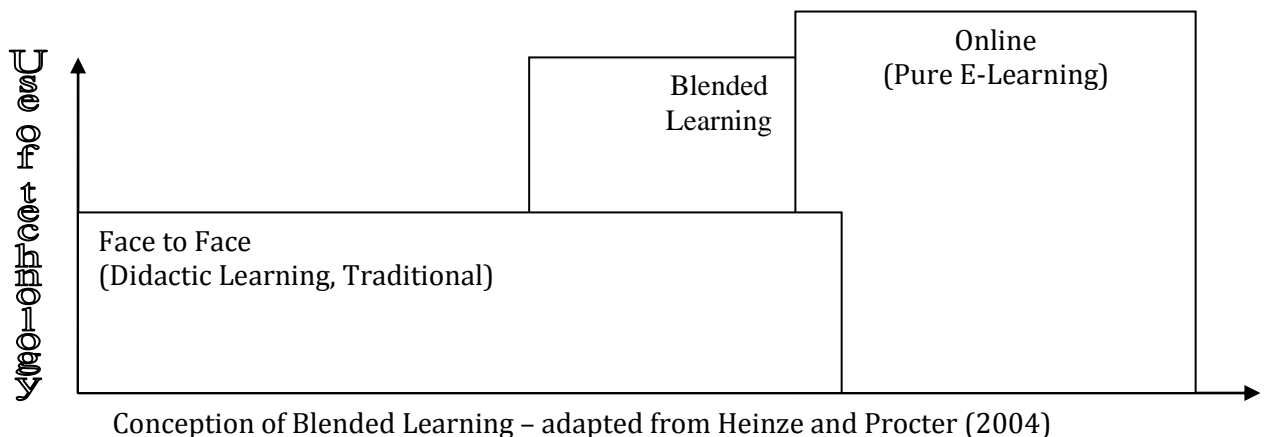 Use of technology
Blended
Learning
Online
(Pure E-Learning)
Face to Face
(Didactic Learning, Traditional)
Conception of Blended Learning – adapted from Heinze and Procter (2004)